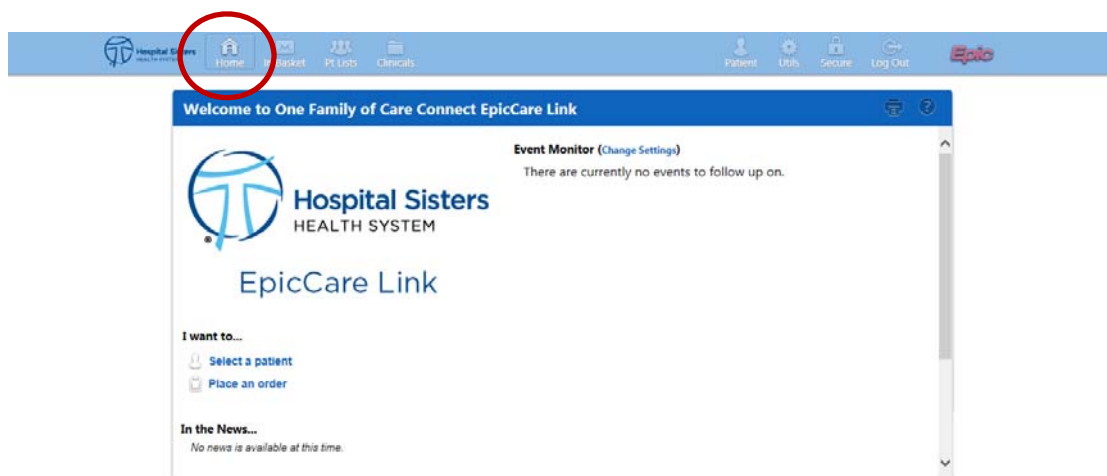 Hospital Sisters
HEALTH SYSTEM
Home
In Basket
Pt Lists
Clinicals
Patient
Utils
Secure
Log Out
Epic
Welcome to One Family of Care Connect EpicCare Link
Event Monitor (Change Settings)
There are currently no events to follow up on.
Hospital Sisters
HEALTH SYSTEM
®
EpicCare Link
I want to...
Select a patient
Place an order
In the News...
No news is available at this time.